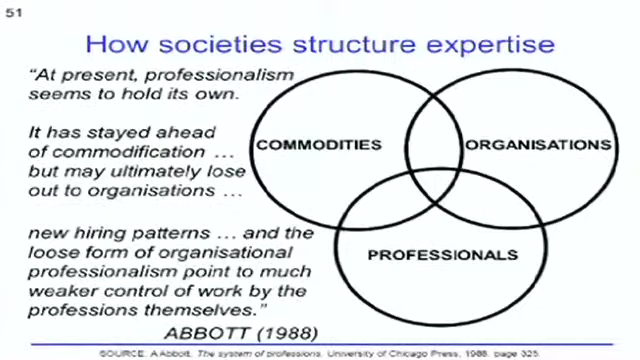 51
How societies structure expertise
“At present, professionalism
seems to hold its own.
It has stayed ahead
of commodification ...
but may ultimately lose
out to organisations ...
new hiring patterns ... and the
loose form of organisational
professionalism point to much
weaker control of work by the
professions themselves.”
ABBOTT (1988)
COMMODITIES
ORGANISATIONS
PROFESSIONALS
SOURCE. A Abbott, The system of professions. University of Chicago Press, 1988. page 325.